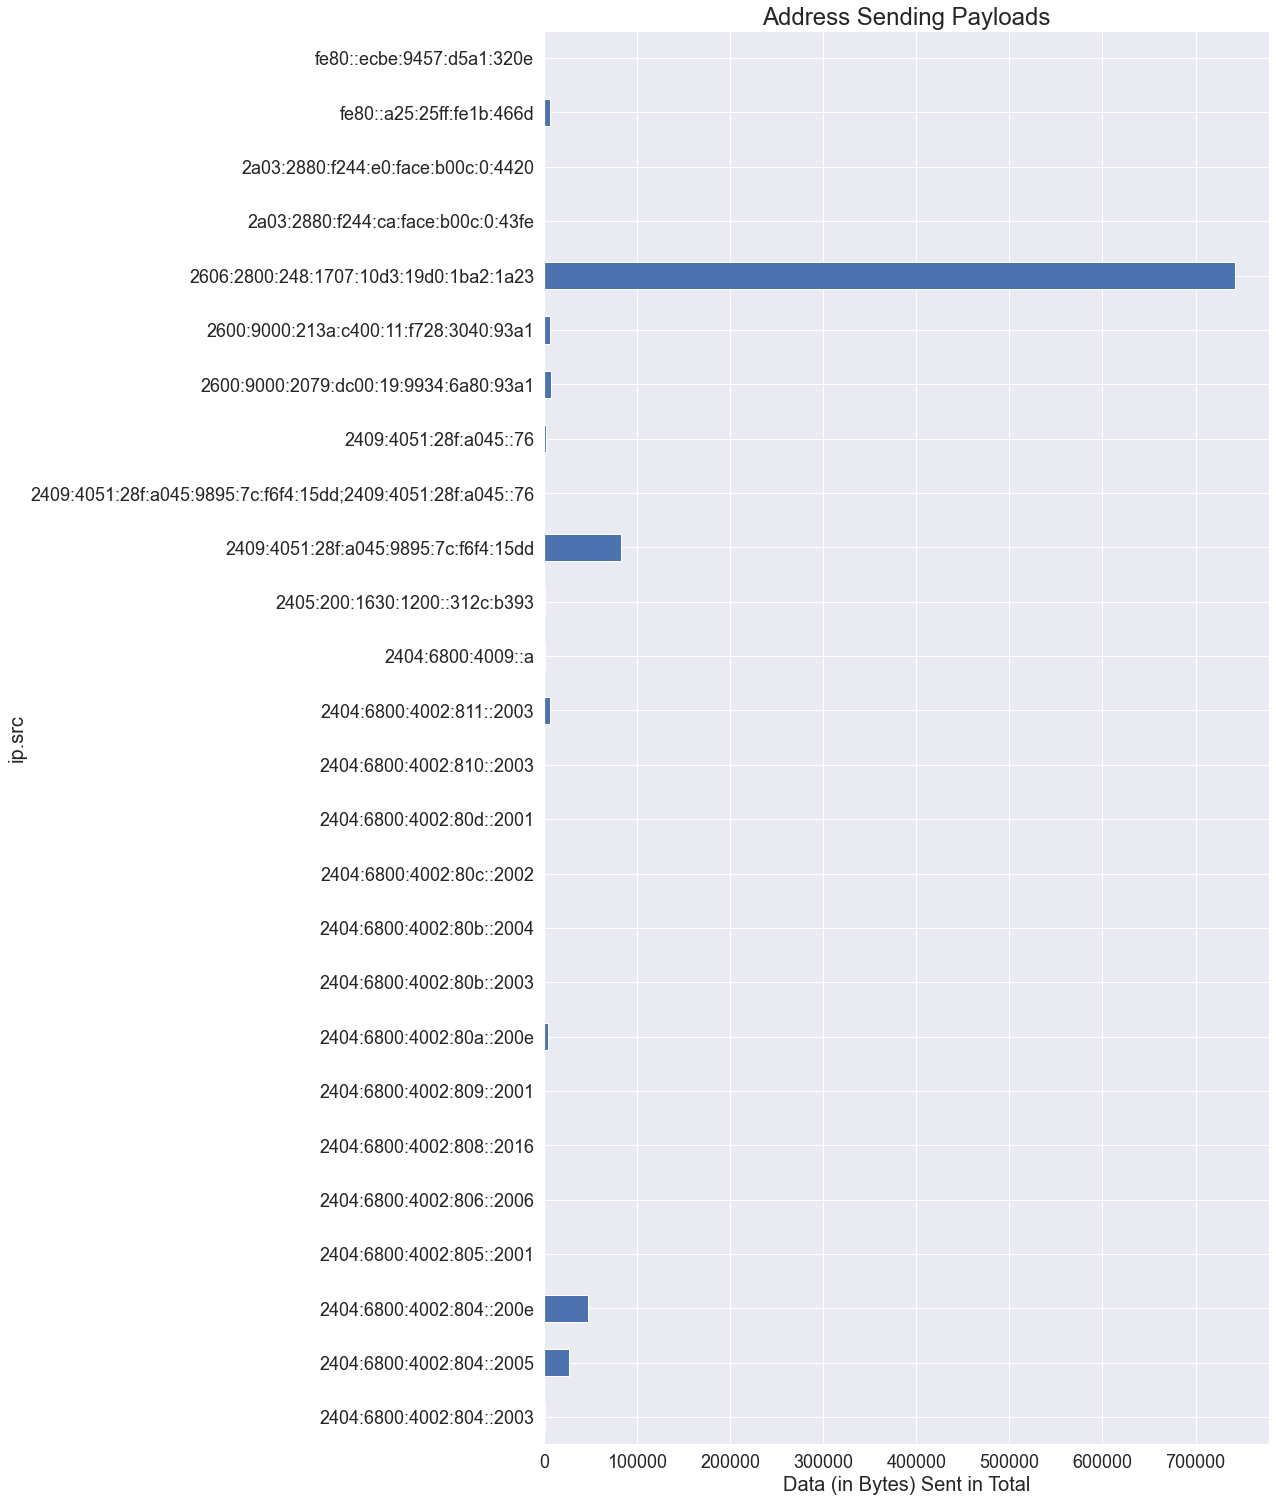 Address Sending Payloads
fe80::ecbe:9457:d5a1:320e
fe80::a25:25ff:fe1b:466d
2a03:2880:f244:e0:face:b00c:0:4420
2a03:2880:f244:ca:face:b00c:0:43fe
2606:2800:248:1707:10d3:19d0:1ba2:1a23
2600:9000:213a:c400:11:f728:3040:93a1
2600:9000:2079:dc00:19:9934:6a80:93a1
2409:4051:28f:a045::76
2409:4051:28f:a045:9895:7c:f6f4:15dd;2409:4051:28f:a045::76
2409:4051:28f:a045:9895:7c:f6f4:15dd
2405:200:1630:1200::312c:b393
2404:6800:4009::a
2404:6800:4002:811::2003
2404:6800:4002:810::2003
2404:6800:4002:80d::2001
2404:6800:4002:80c::2002
2404:6800:4002:80b::2004
2404:6800:4002:80b::2003
2404:6800:4002:80a::200e
2404:6800:4002:809::2001
2404:6800:4002:808::2016
2404:6800:4002:806::2006
2404:6800:4002:805::2001
2404:6800:4002:804::200e
2404:6800:4002:804::2005
2404:6800:4002:804::2003
ip.src
0 100000 200000 300000 400000 500000 600000 700000
Data (in Bytes) Sent in Total